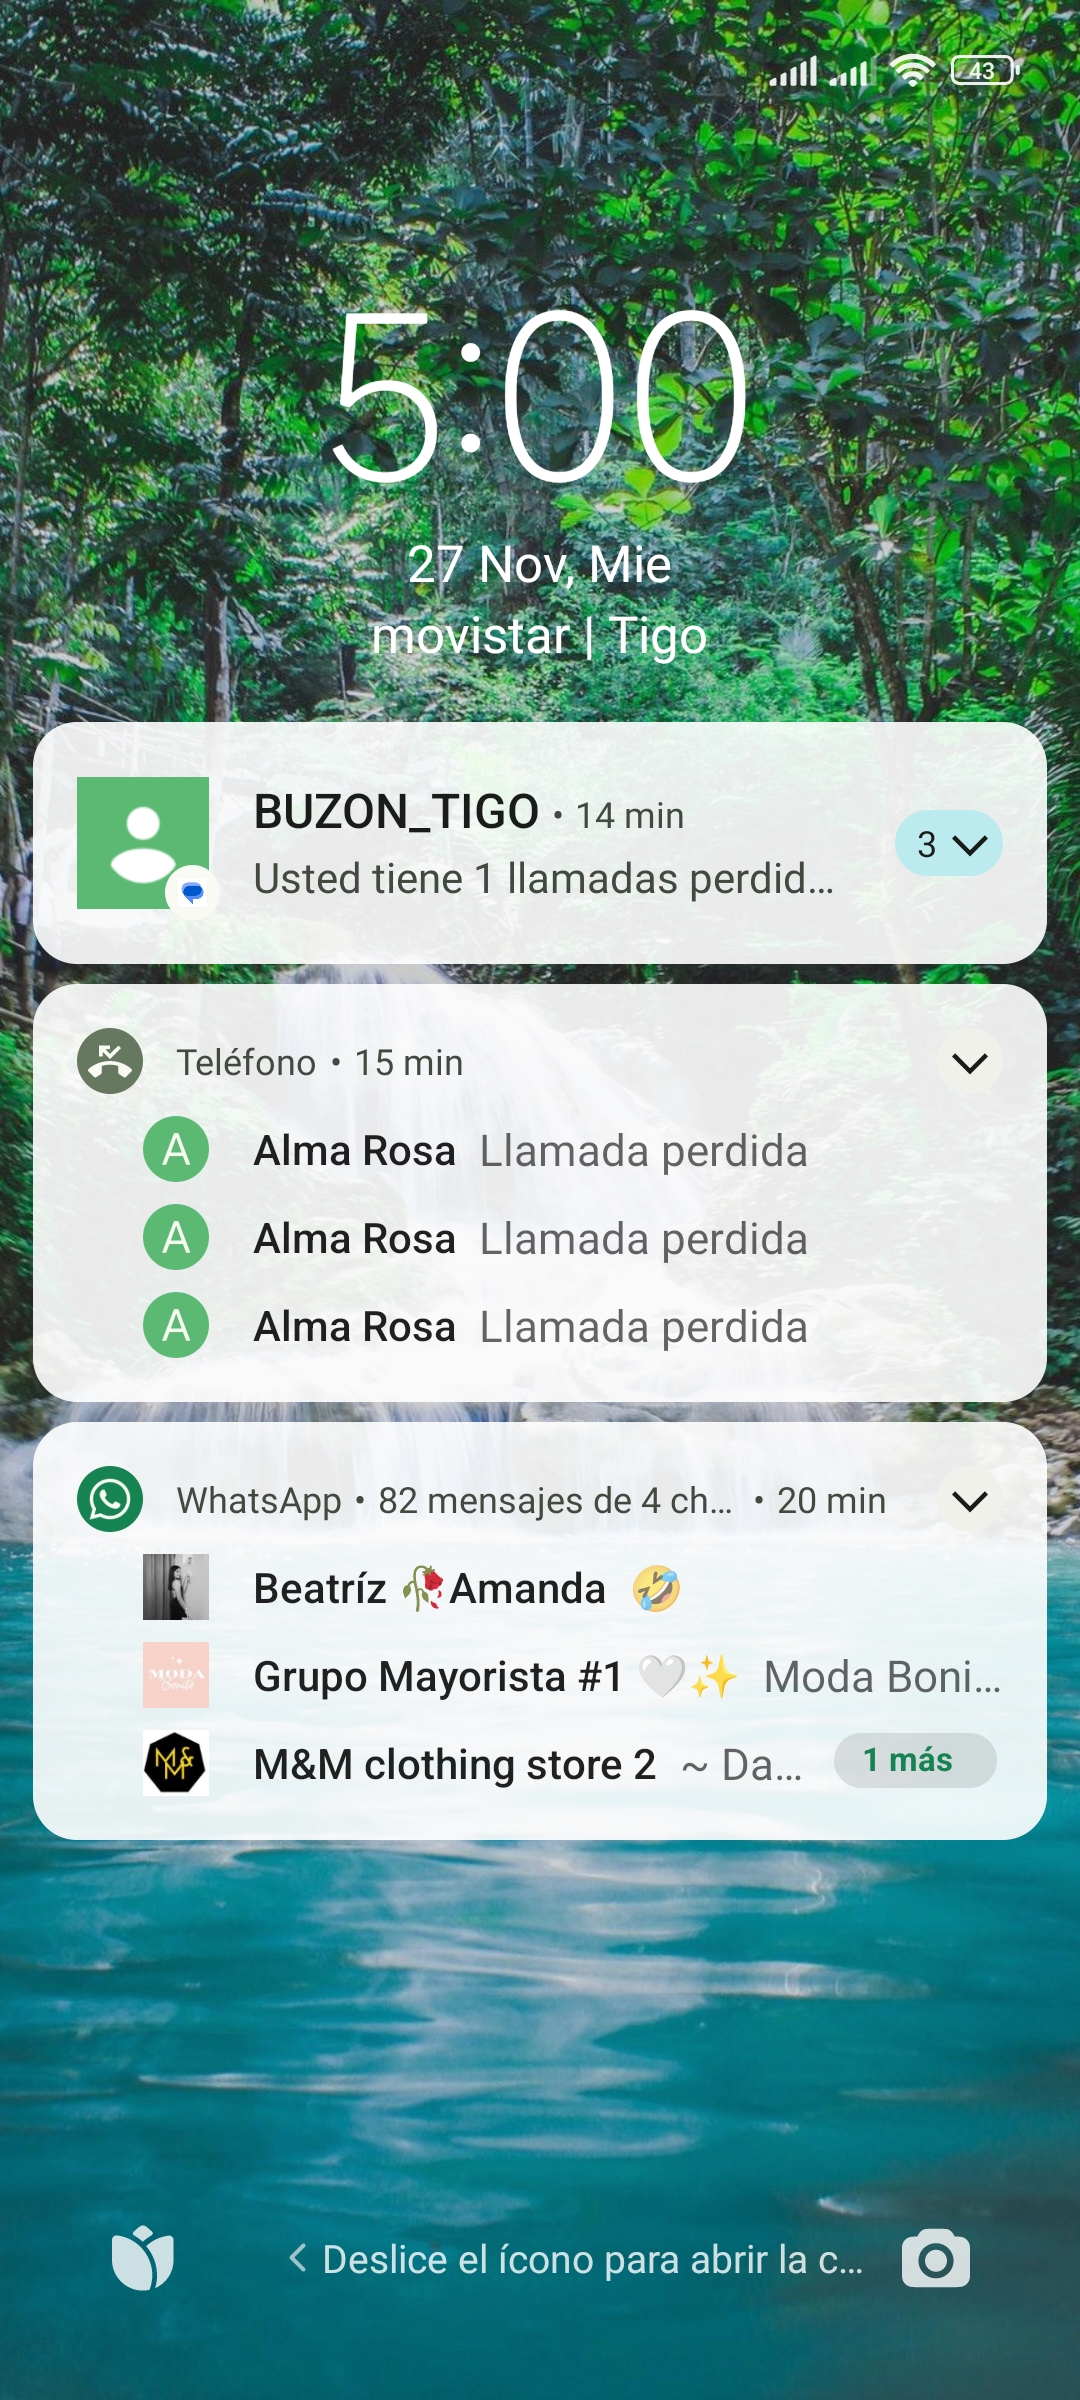 43
5:00
27 Nov, Mie
movistar | Tigo
BUZON_TIGO • 14 min
Usted tiene 1 llamadas perdid...
3
Teléfono • 15 min
A Alma Rosa Llamada perdida
A Alma Rosa Llamada perdida
A Alma Rosa Llamada perdida
WhatsApp • 82 mensajes de 4 ch... • 20 min
Beatríz 🥀Amanda 🤣
MODA
Bonita
Grupo Mayorista #1 🤍✨ Moda Boni...
M&M
M&M clothing store 2 ~ Da...
1 más
Deslice el ícono para abrir la c...